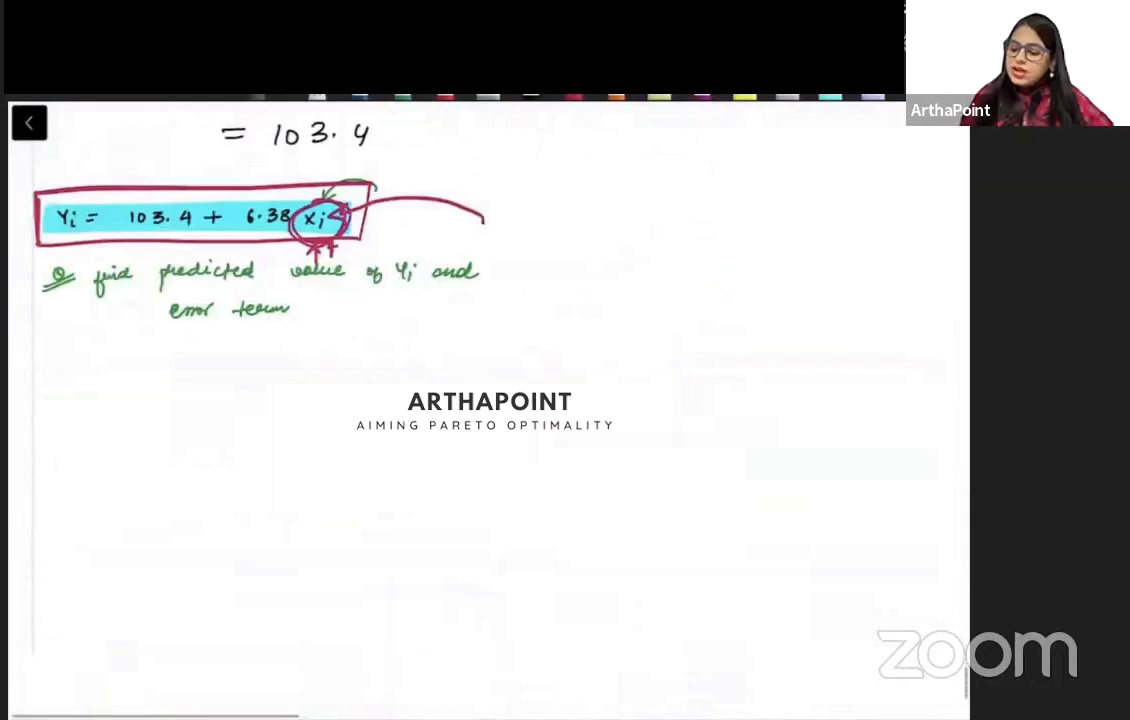 ArthaPoint
= 103.4
Yi = 103.4 + 6.38 Xi
Q find predicted value of Yi and
error term
ARTHAPOINT
AIMING PARETO OPTIMALITY
zoom